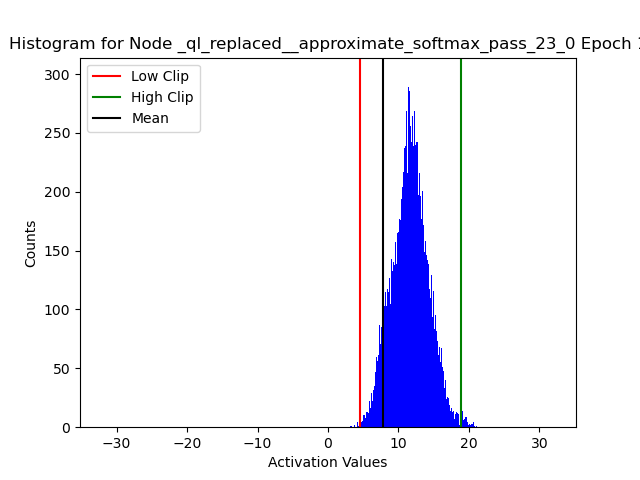 Histogram for Node _ql_replaced__approximate_softmax_pass_23_0 Epoch
Low Clip
High Clip
Mean
300
250
200
150
100
50
0
Counts
−30
−20
−10
0
10
20
30
Activation Values